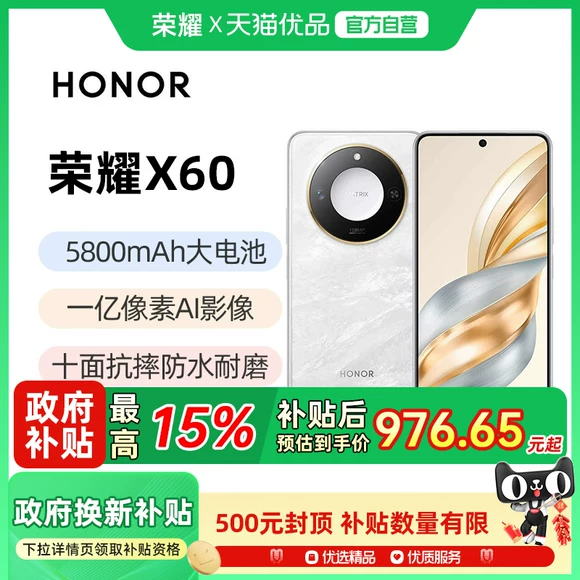 荣耀 X 天猫优品 官方自营
HONOR
荣耀X60
5800mAh大电池
一亿像素AI影像
十面抗摔防水耐磨
HONOR
政府补贴
最高 15%
补贴后
预估到手价 976.65 元起
政府换新补贴
下拉详情页领取补贴资格
500元封顶 补贴数量有限
优选精品 优质服务